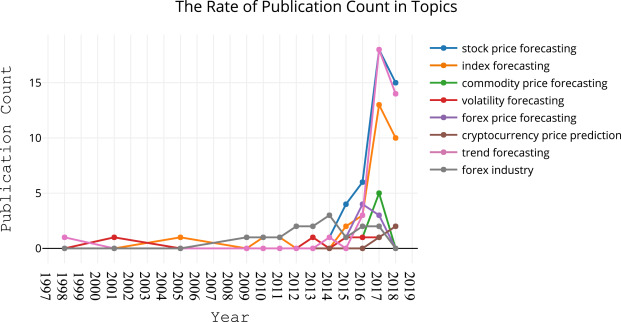 The Rate of Publication Count in Topics
Publication Count
15
10
5
0
1997
1998
1999
2000
2001
2002
2003
2004
2005
2006
2007
2008
2009
2010
2011
2012
2013
2014
2015
2016
2017
2018
2019
Year
stock price forecasting
index forecasting
commodity price forecasting
volatility forecasting
forex price forecasting
cryptocurrency price prediction
trend forecasting
forex industry